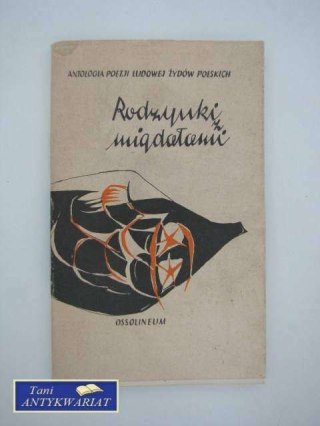 ANTOLOGIA POEZJI LUDOWEJ ŻYDÓW POLSKICH
Rodzynki z
migdałami
OSSOLINEUM
Tani
ANTYKWARIAT